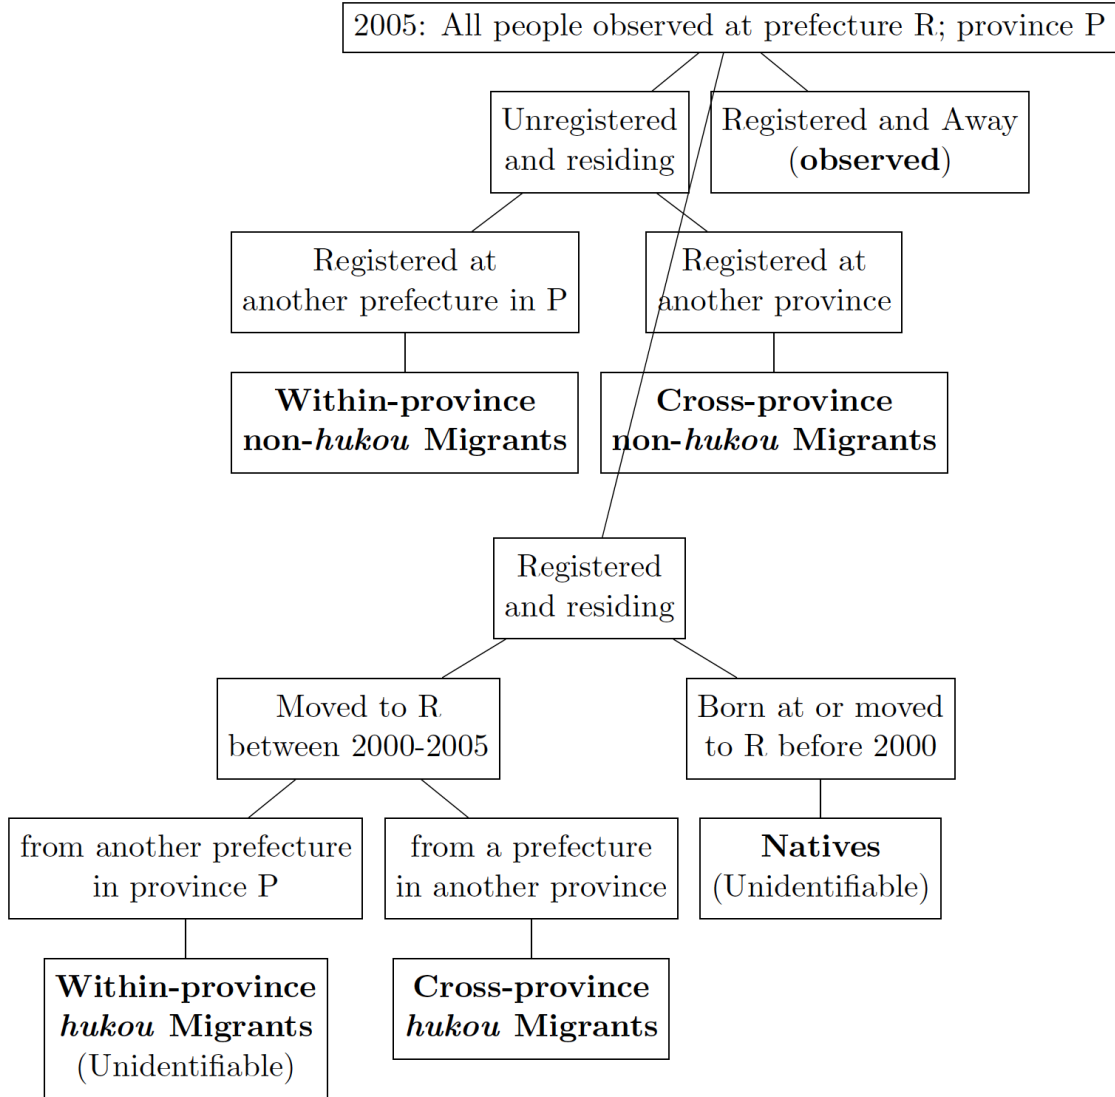 2005: All people observed at prefecture R; province P
Unregistered
and residing
Registered and Away
(observed)
Registered at
another prefecture in P
Registered at
another province
Within-province
non-hukou Migrants
Cross-province
non-hukou Migrants
Registered
and residing
Moved to R
between 2000-2005
Born at or moved
to R before 2000
from another prefecture
in province P
from a prefecture
in another province
Natives
(Unidentifiable)
Within-province
hukou Migrants
(Unidentifiable)
Cross-province
hukou Migrants